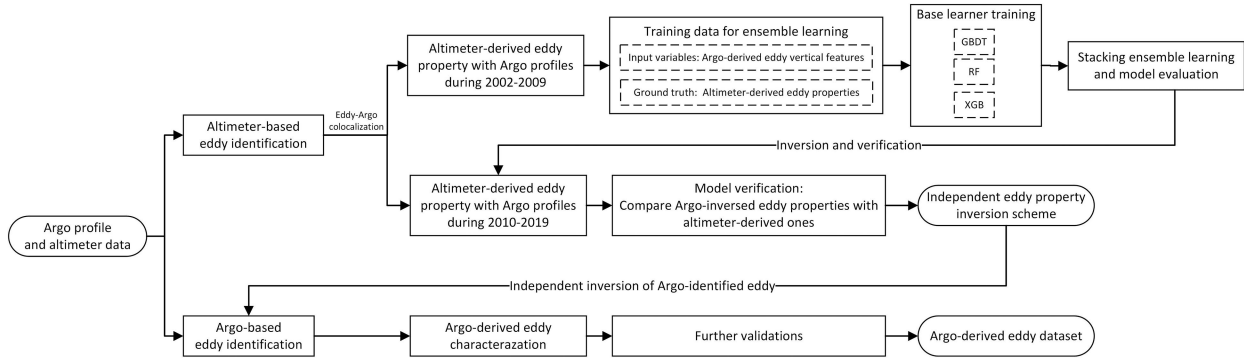 Argo profile
and altimeter data
Altimeter-based
eddy identification
Eddy-Argo
colocalization
Altimeter-derived eddy
property with Argo profiles
during 2002-2009
Training data for ensemble learning
Input variables: Argo-derived eddy vertical features
Ground truth: Altimeter-derived eddy properties
Base learner training
GBDT
RF
XGB
Stacking ensemble learning
and model evaluation
Inversion and verification
Altimeter-derived eddy
property with Argo profiles
during 2010-2019
Model verification:
Compare Argo-inversed eddy properties with
altimeter-derived ones
Independent eddy property
inversion scheme
Independent inversion of Argo-identified eddy
Argo-based
eddy identification
Argo-derived eddy
characterazation
Further validations
Argo-derived eddy dataset